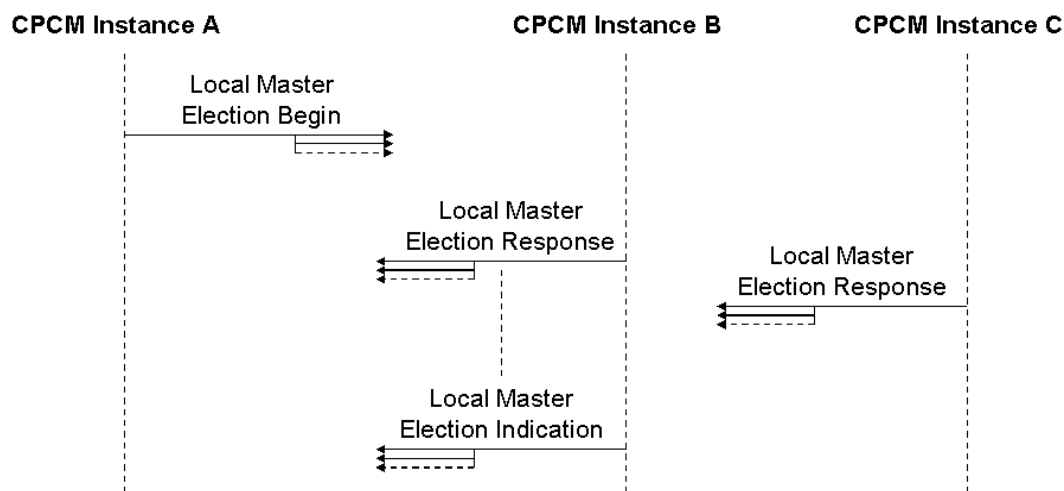 CPCM Instance A
CPCM Instance B
CPCM Instance C
Local Master
Election Begin
Local Master
Election Response
Local Master
Election Response
Local Master
Election Indication